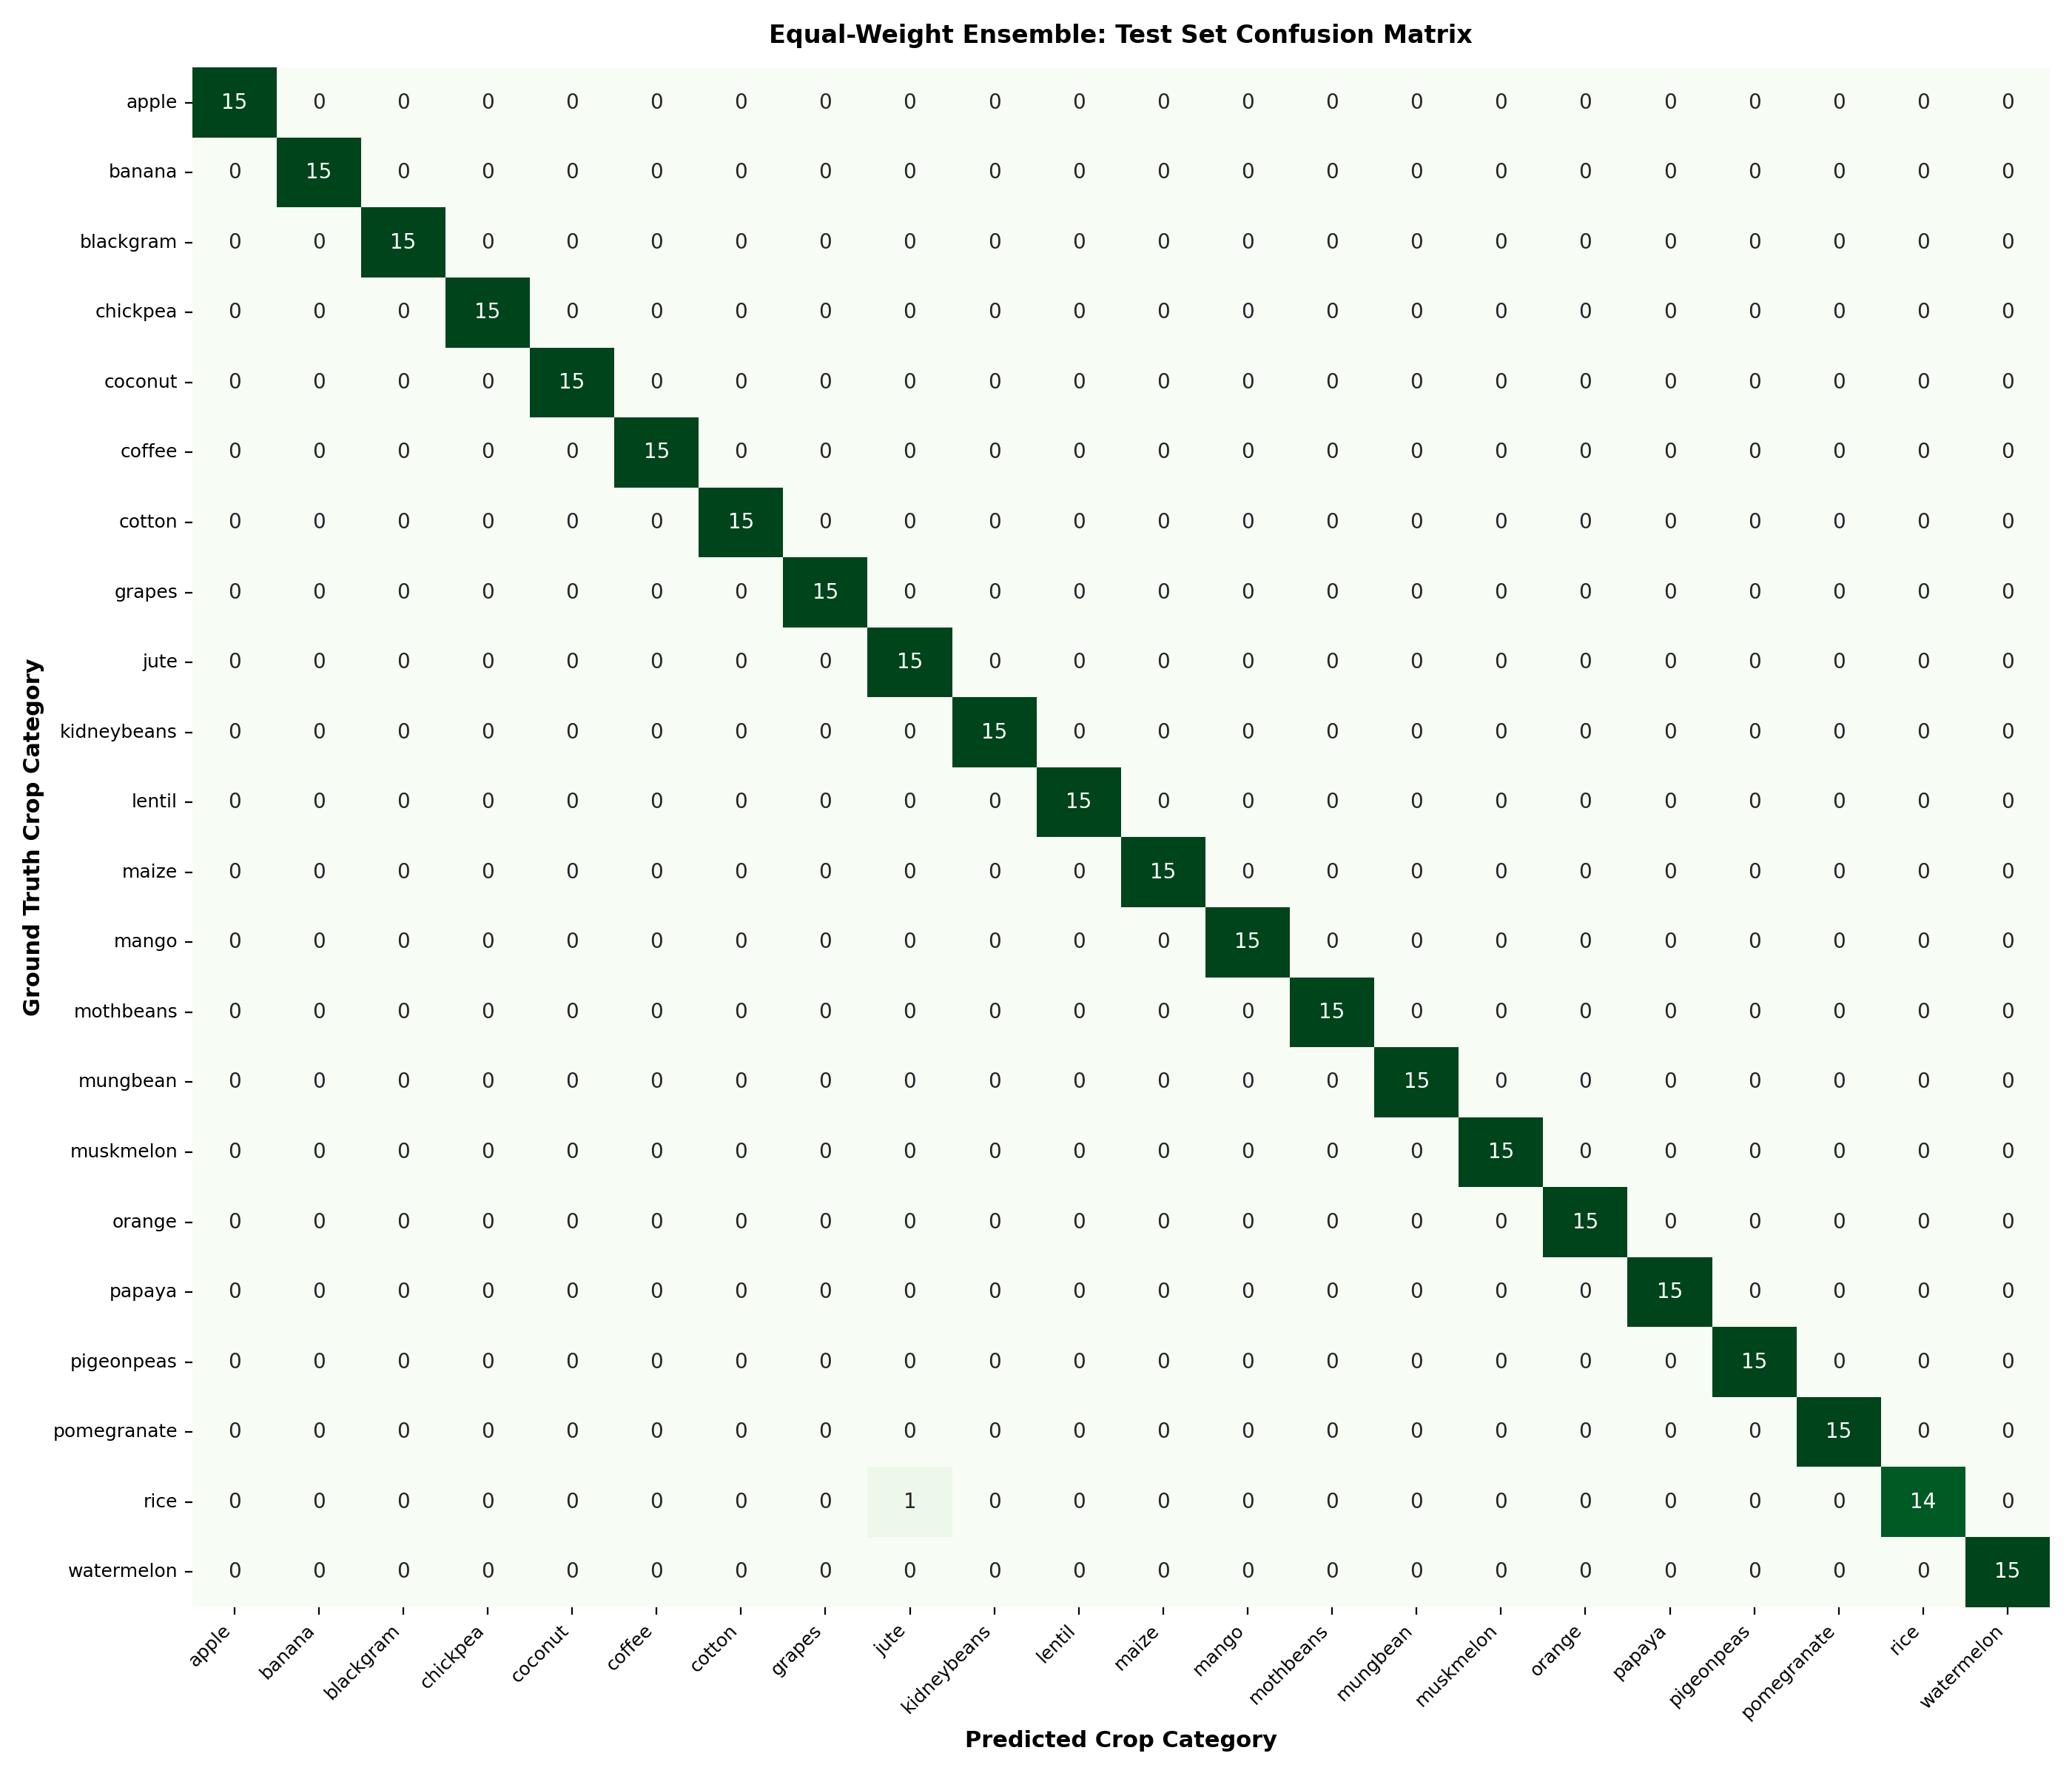 Equal-Weight Ensemble: Test Set Confusion Matrix
Ground Truth Crop Category
apple 15 0 0 0 0 0 0 0 0 0 0 0 0 0 0 0 0 0 0 0 0 0
banana 0 15 0 0 0 0 0 0 0 0 0 0 0 0 0 0 0 0 0 0 0 0
blackgram 0 0 15 0 0 0 0 0 0 0 0 0 0 0 0 0 0 0 0 0 0 0
chickpea 0 0 0 15 0 0 0 0 0 0 0 0 0 0 0 0 0 0 0 0 0 0
coconut 0 0 0 0 15 0 0 0 0 0 0 0 0 0 0 0 0 0 0 0 0 0
coffee 0 0 0 0 0 15 0 0 0 0 0 0 0 0 0 0 0 0 0 0 0 0
cotton 0 0 0 0 0 0 15 0 0 0 0 0 0 0 0 0 0 0 0 0 0 0
grapes 0 0 0 0 0 0 0 15 0 0 0 0 0 0 0 0 0 0 0 0 0 0
jute 0 0 0 0 0 0 0 0 15 0 0 0 0 0 0 0 0 0 0 0 0 0
kidneybeans 0 0 0 0 0 0 0 0 0 15 0 0 0 0 0 0 0 0 0 0 0 0
lentil 0 0 0 0 0 0 0 0 0 0 15 0 0 0 0 0 0 0 0 0 0 0
maize 0 0 0 0 0 0 0 0 0 0 0 15 0 0 0 0 0 0 0 0 0 0
mango 0 0 0 0 0 0 0 0 0 0 0 0 15 0 0 0 0 0 0 0 0 0
mothbeans 0 0 0 0 0 0 0 0 0 0 0 0 0 15 0 0 0 0 0 0 0 0
mungbean 0 0 0 0 0 0 0 0 0 0 0 0 0 0 15 0 0 0 0 0 0 0
muskmelon 0 0 0 0 0 0 0 0 0 0 0 0 0 0 0 15 0 0 0 0 0 0
orange 0 0 0 0 0 0 0 0 0 0 0 0 0 0 0 0 15 0 0 0 0 0
papaya 0 0 0 0 0 0 0 0 0 0 0 0 0 0 0 0 0 15 0 0 0 0
pigeonpeas 0 0 0 0 0 0 0 0 0 0 0 0 0 0 0 0 0 0 15 0 0 0
pomegranate 0 0 0 0 0 0 0 0 0 0 0 0 0 0 0 0 0 0 0 15 0 0
rice 0 0 0 0 0 0 0 0 1 0 0 0 0 0 0 0 0 0 0 0 14 0
watermelon 0 0 0 0 0 0 0 0 0 0 0 0 0 0 0 0 0 0 0 0 0 15
apple banana blackgram chickpea coconut coffee cotton grapes jute kidneybeans lentil maize mango mothbeans mungbean muskmelon orange papaya pigeonpeas pomegranate rice watermelon
Predicted Crop Category